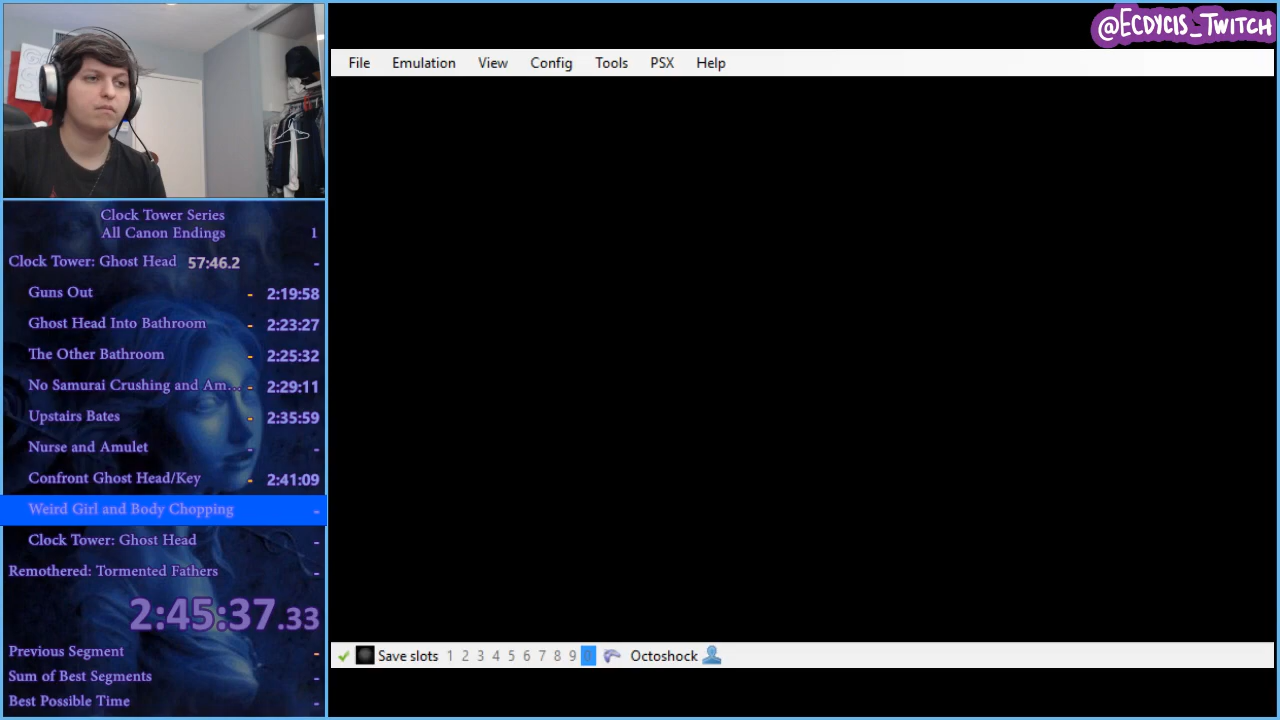 @ECDYCIS_TWITCH
File Emulation View Config Tools PSX Help
Clock Tower Series
All Canon Endings 1
Clock Tower: Ghost Head 57:46.2 -
Guns Out - 2:19:58
Ghost Head Into Bathroom - 2:23:27
The Other Bathroom - 2:25:32
No Samurai Crushing and Am... - 2:29:11
Upstairs Bates - 2:35:59
Nurse and Amulet - -
Confront Ghost Head/Key - 2:41:09
Weird Girl and Body Chopping -
Clock Tower: Ghost Head -
Remothered: Tormented Fathers -
2:45:37.33
Previous Segment -
Sum of Best Segments -
Best Possible Time -
Save slots 1 2 3 4 5 6 7 8 9 0 Octoshock